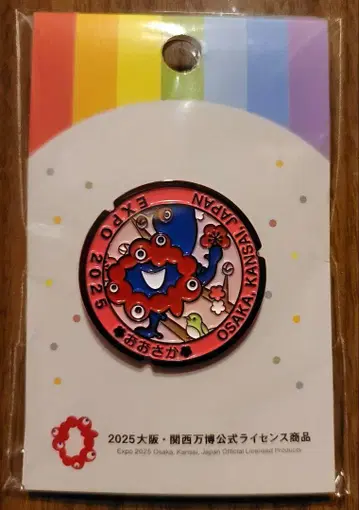 EXPO 2025
OSAKA, KANSAI, JAPAN
おおさか
2025大阪・関西万博公式ライセンス商品
Expo 2025 Osaka, Kansai, Japan Official Licensed Products